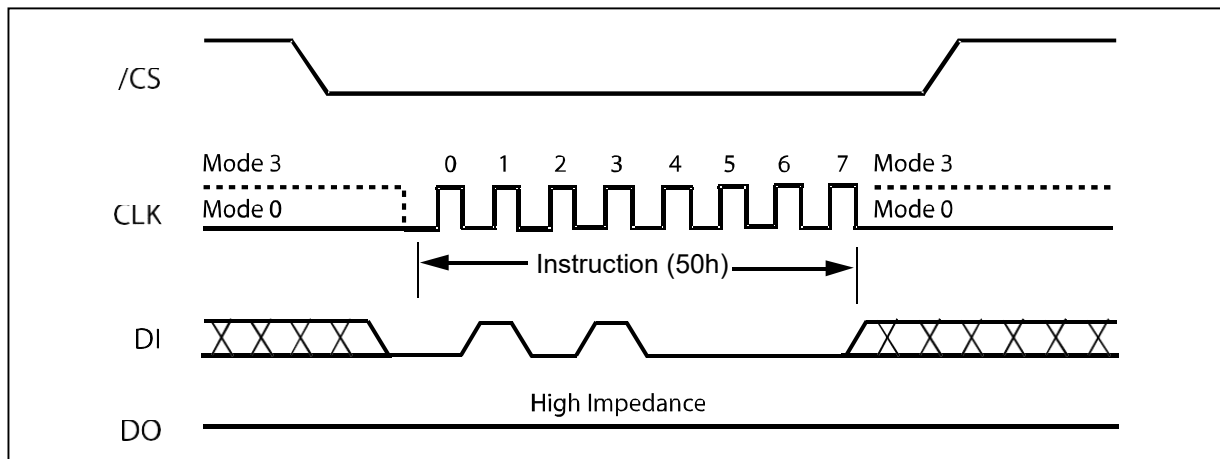 /CS
Mode 3 0 1 2 3 4 5 6 7 Mode 3
CLK Mode 0 Mode 0
Instruction (50h)
DI
High Impedance
DO